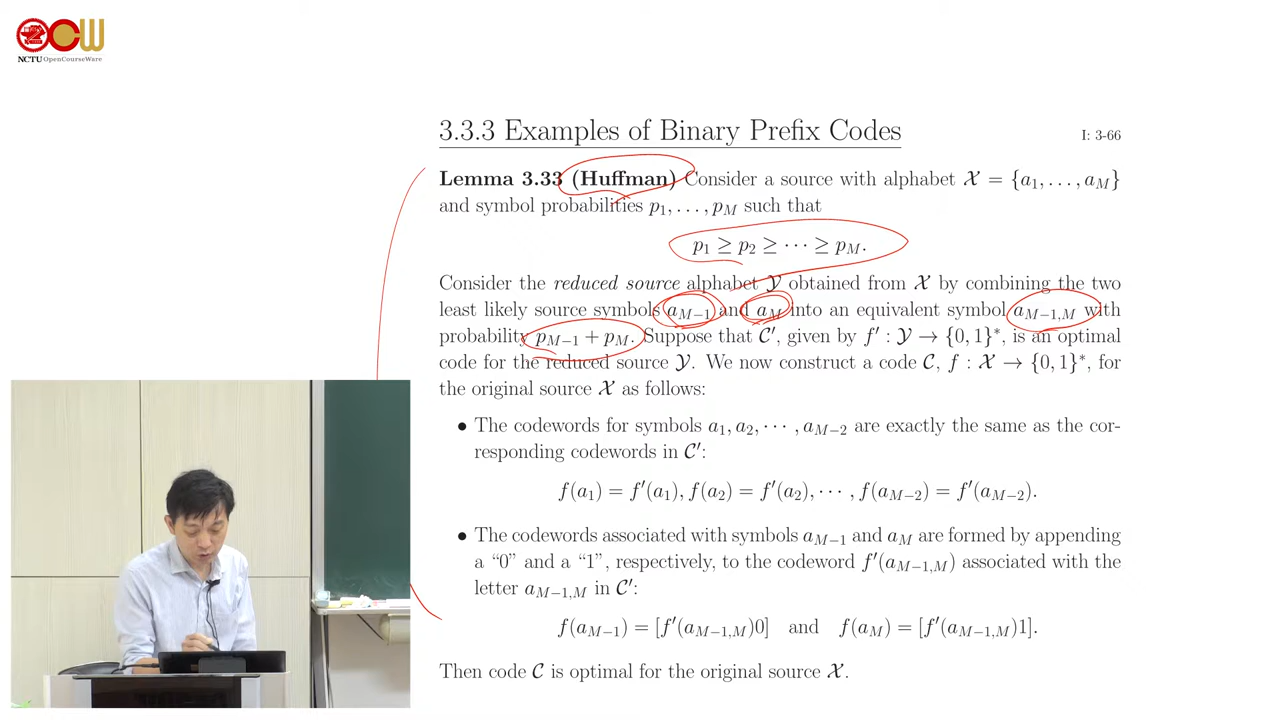 OCW
NCTU OpenCourseWare
3.3.3 Examples of Binary Prefix Codes
I: 3-66
Lemma 3.33 (Huffman) Consider a source with alphabet 𝒳 = {a₁, . . . , a_M}
and symbol probabilities p₁, . . . , p_M such that
p₁ ≥ p₂ ≥ · · · ≥ p_M.
Consider the reduced source alphabet 𝒴 obtained from 𝒳 by combining the two
least likely source symbols a_{M−1} and a_M into an equivalent symbol a_{M−1,M} with
probability p_{M−1} + p_M. Suppose that 𝒞′, given by f′ : 𝒴 → {0, 1}*, is an optimal
code for the reduced source 𝒴. We now construct a code 𝒞, f : 𝒳 → {0, 1}*, for
the original source 𝒳 as follows:
• The codewords for symbols a₁, a₂, · · · , a_{M−2} are exactly the same as the cor-
responding codewords in 𝒞′:
f(a₁) = f′(a₁), f(a₂) = f′(a₂), · · · , f(a_{M−2}) = f′(a_{M−2}).
• The codewords associated with symbols a_{M−1} and a_M are formed by appending
a “0” and a “1”, respectively, to the codeword f′(a_{M−1,M}) associated with the
letter a_{M−1,M} in 𝒞′:
f(a_{M−1}) = [f′(a_{M−1,M})0] and f(a_M) = [f′(a_{M−1,M})1].
Then code 𝒞 is optimal for the original source 𝒳.